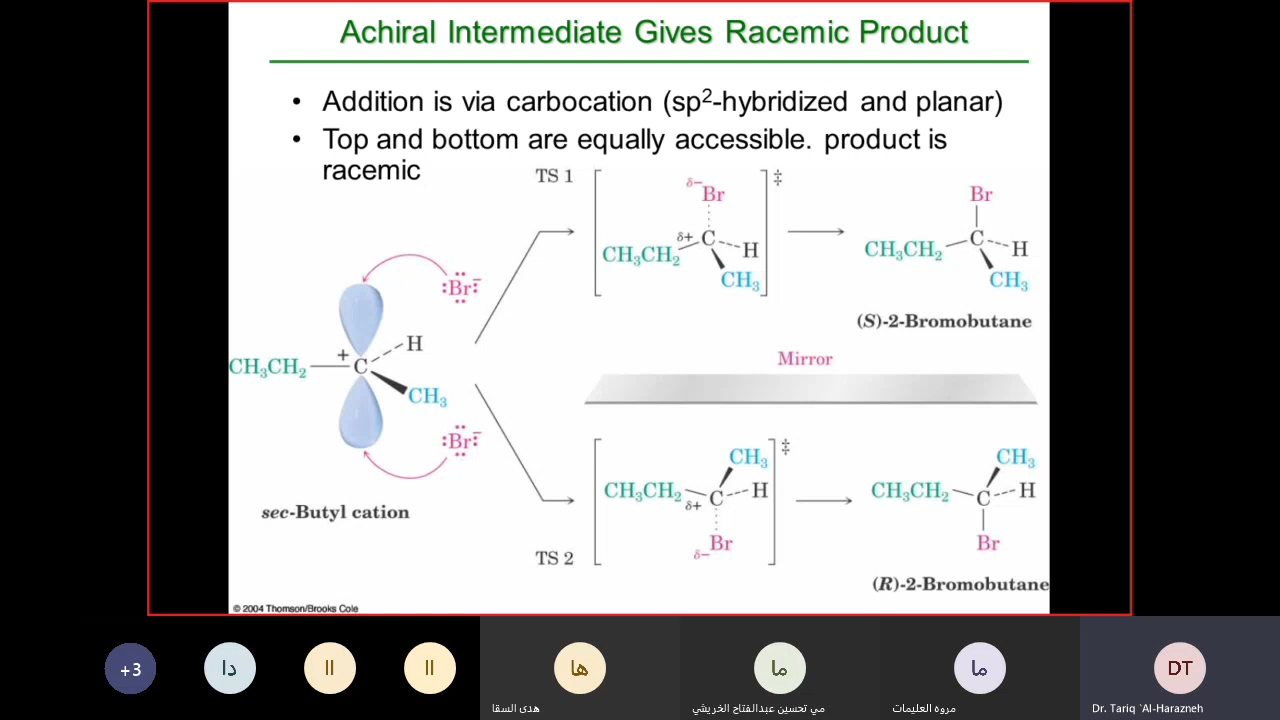 Achiral Intermediate Gives Racemic Product
• Addition is via carbocation (sp2-hybridized and planar)
• Top and bottom are equally accessible. product is
racemic
TS 1
δ− Br
‡
δ+ C H
CH3CH2
CH3
Br
CH3CH2 C H
CH3
(S)-2-Bromobutane
:Br:−
H
+
CH3CH2 C
CH3
:Br:−
sec-Butyl cation
Mirror
CH3
‡
CH3CH2 C H
δ+
δ− Br
TS 2
CH3
CH3CH2 C H
Br
(R)-2-Bromobutane
© 2004 Thomson/Brooks Cole
+3
دا
اا
اا
ها
ما
ما
DT
هدى السقا
مي تحسين عبدالفتاح الخريشي
مروه العليمات
Dr. Tariq `Al-Harazneh